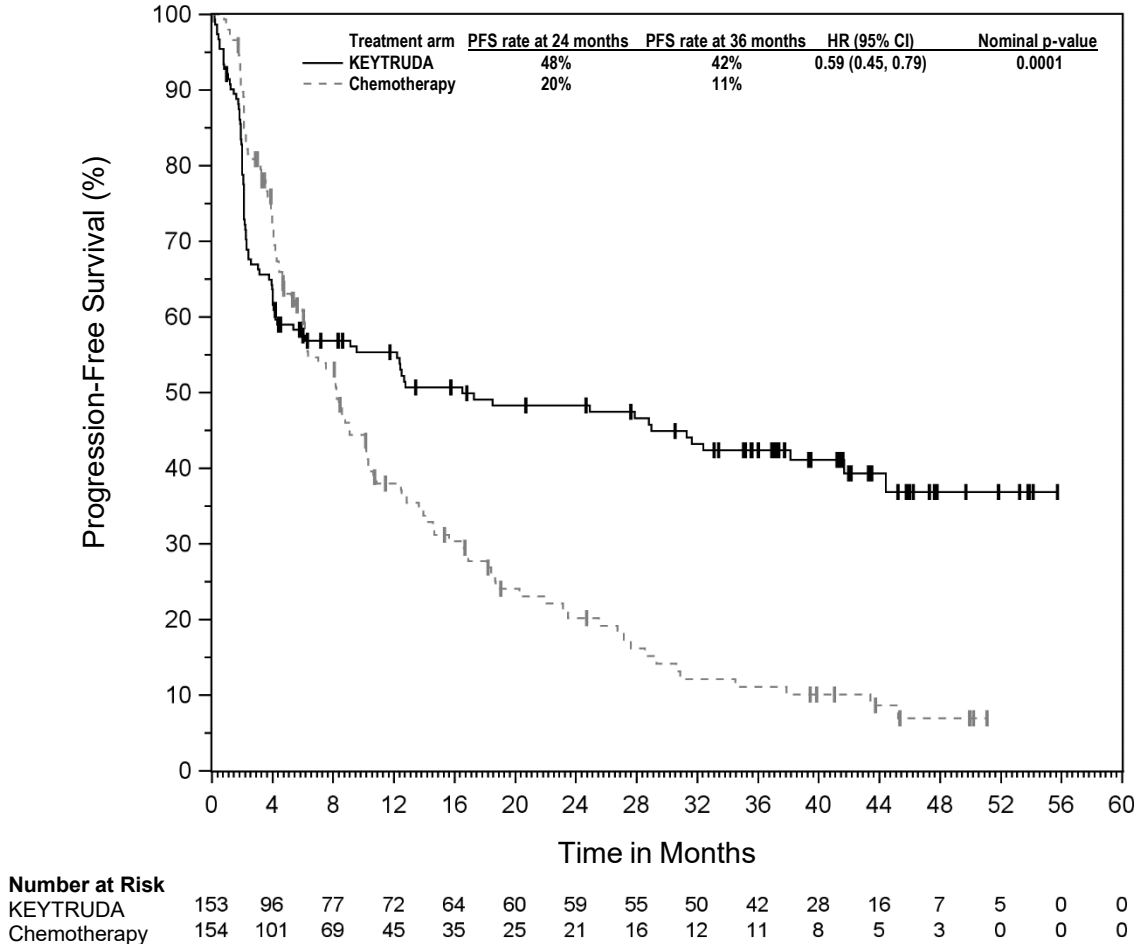 Treatment arm PFS rate at 24 months PFS rate at 36 months HR (95% CI) Nominal p-value
KEYTRUDA 48% 42% 0.59 (0.45, 0.79) 0.0001
Chemotherapy 20% 11%
Progression-Free Survival (%)
100
90
80
70
60
50
40
30
20
10
0
0 4 8 12 16 20 24 28 32 36 40 44 48 52 56 60
Time in Months
Number at Risk
KEYTRUDA 153 96 77 72 64 60 59 55 50 42 28 16 7 5 0 0
Chemotherapy 154 101 69 45 35 25 21 16 12 11 8 5 3 0 0 0